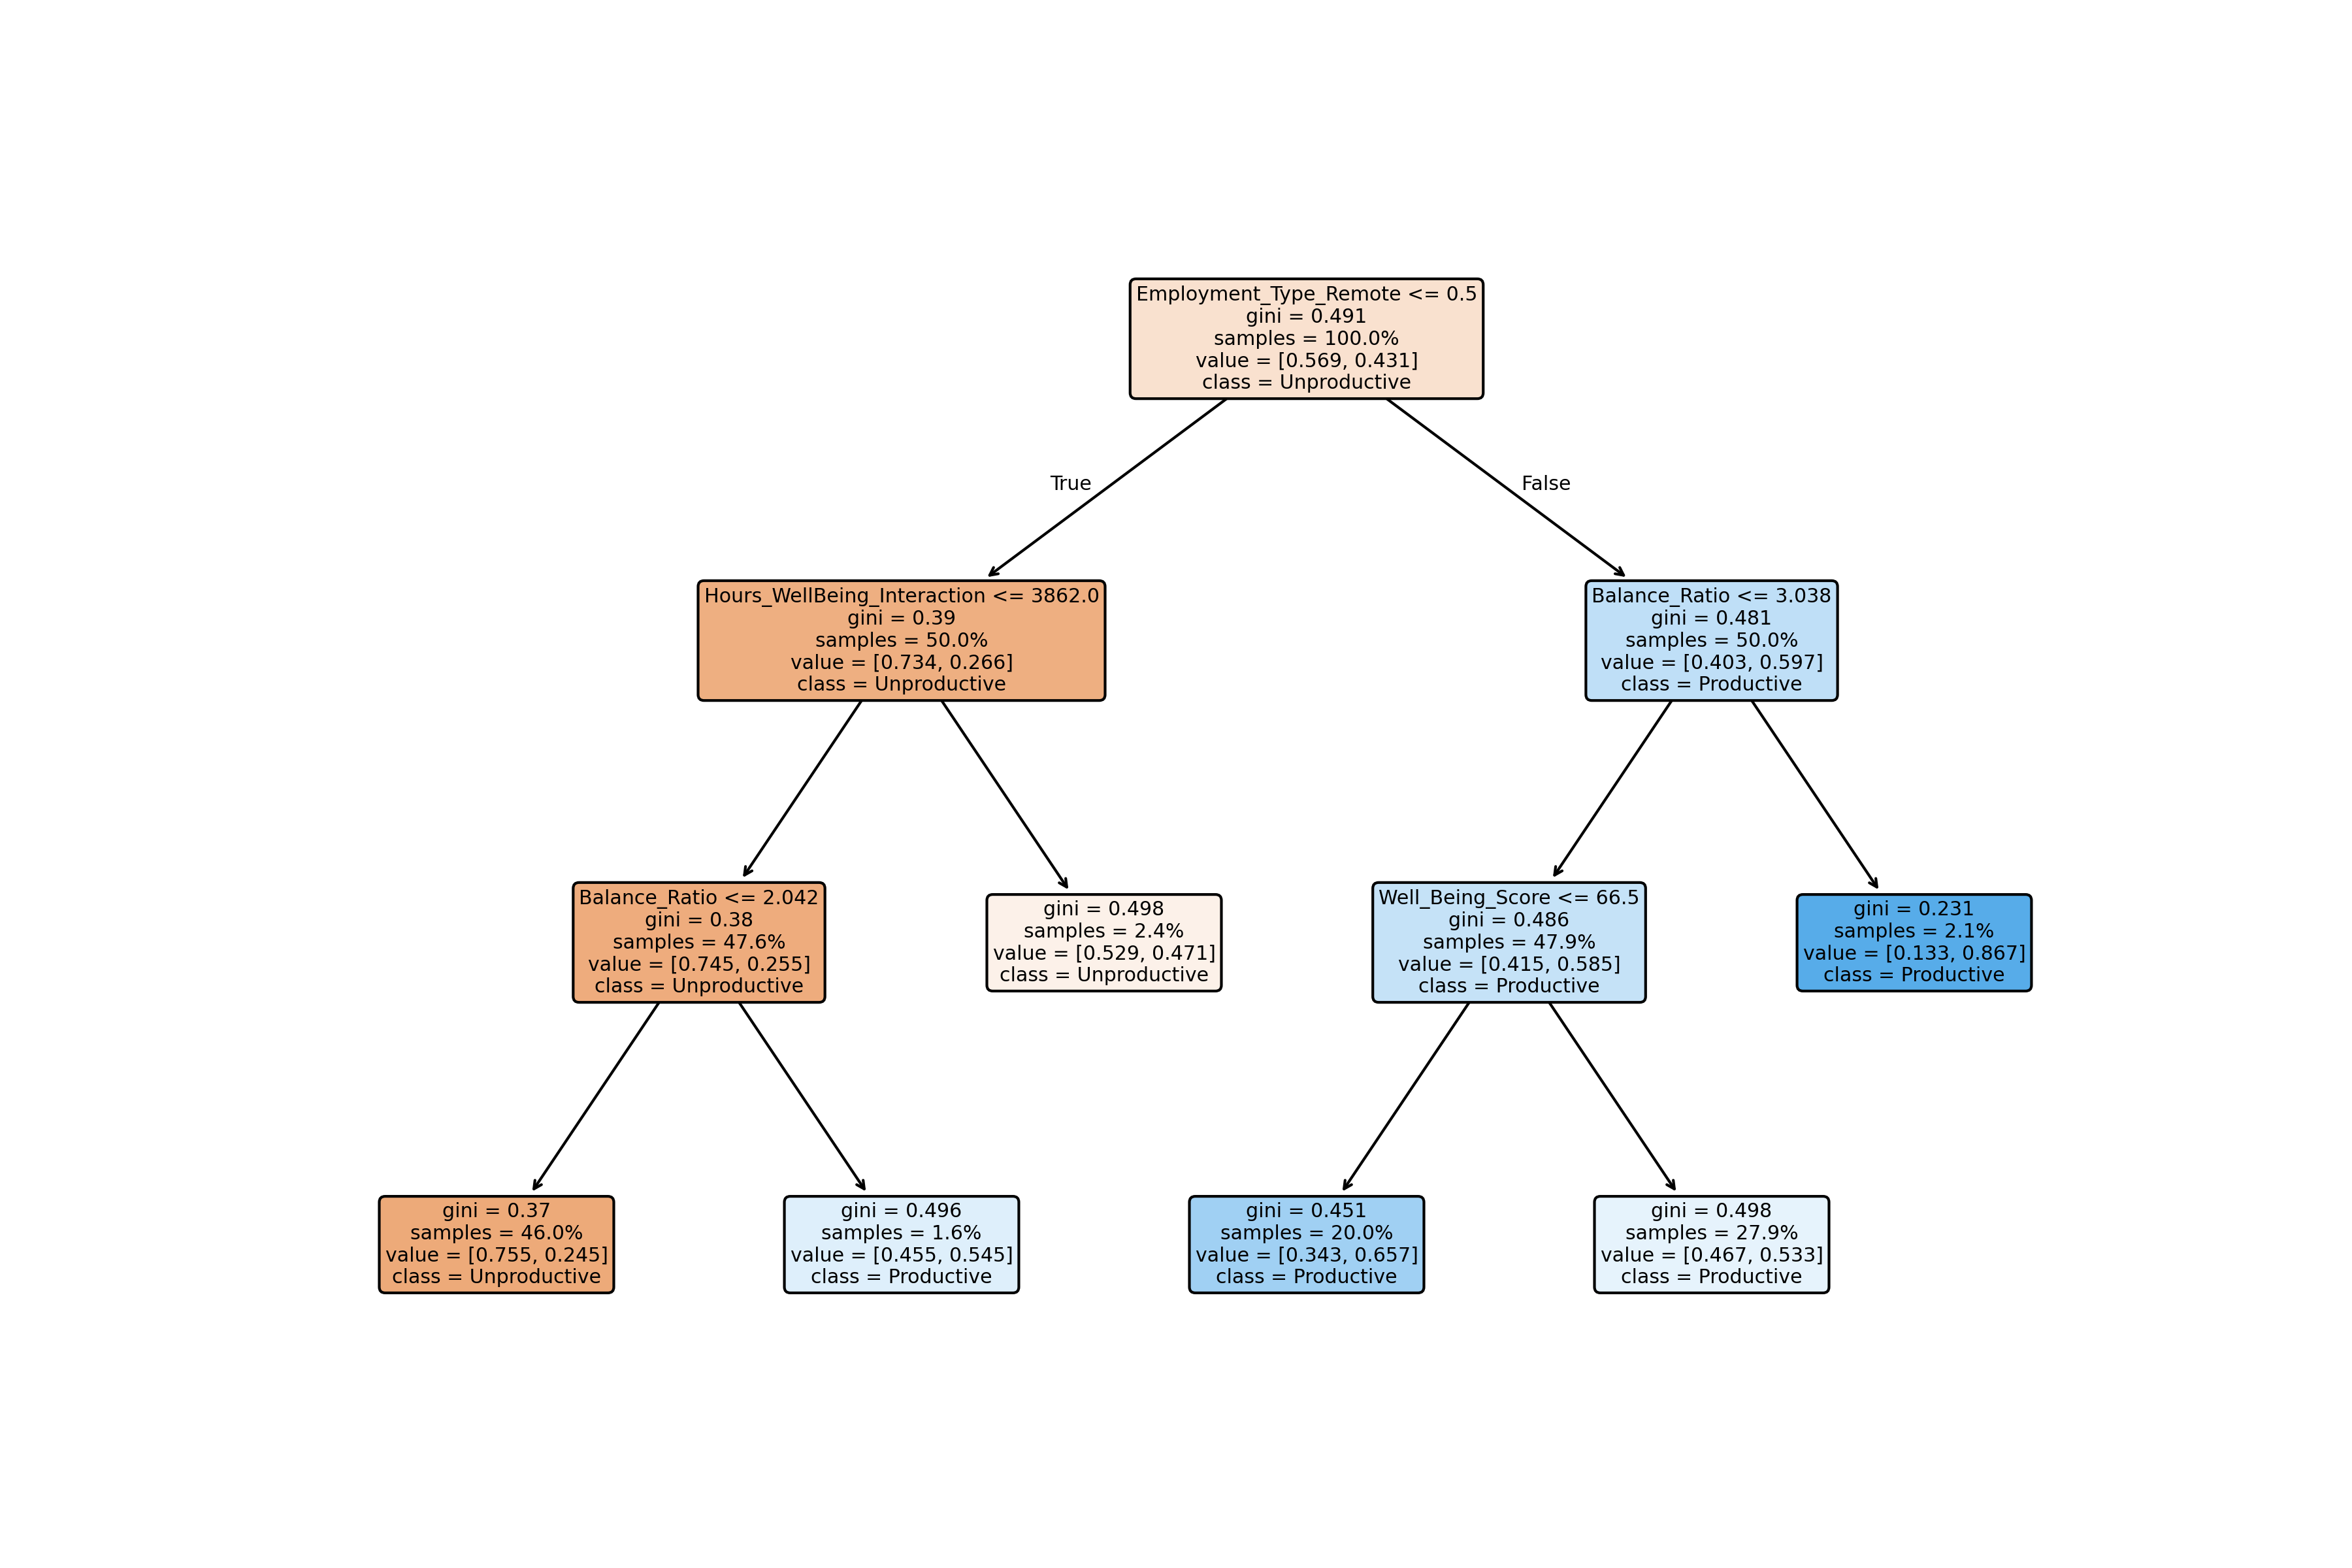 Employment_Type_Remote <= 0.5
gini = 0.491
samples = 100.0%
value = [0.569, 0.431]
class = Unproductive
True
False
Hours_WellBeing_Interaction <= 3862.0
gini = 0.39
samples = 50.0%
value = [0.734, 0.266]
class = Unproductive
Balance_Ratio <= 3.038
gini = 0.481
samples = 50.0%
value = [0.403, 0.597]
class = Productive
Balance_Ratio <= 2.042
gini = 0.38
samples = 47.6%
value = [0.745, 0.255]
class = Unproductive
gini = 0.498
samples = 2.4%
value = [0.529, 0.471]
class = Unproductive
Well_Being_Score <= 66.5
gini = 0.486
samples = 47.9%
value = [0.415, 0.585]
class = Productive
gini = 0.231
samples = 2.1%
value = [0.133, 0.867]
class = Productive
gini = 0.37
samples = 46.0%
value = [0.755, 0.245]
class = Unproductive
gini = 0.496
samples = 1.6%
value = [0.455, 0.545]
class = Productive
gini = 0.451
samples = 20.0%
value = [0.343, 0.657]
class = Productive
gini = 0.498
samples = 27.9%
value = [0.467, 0.533]
class = Productive